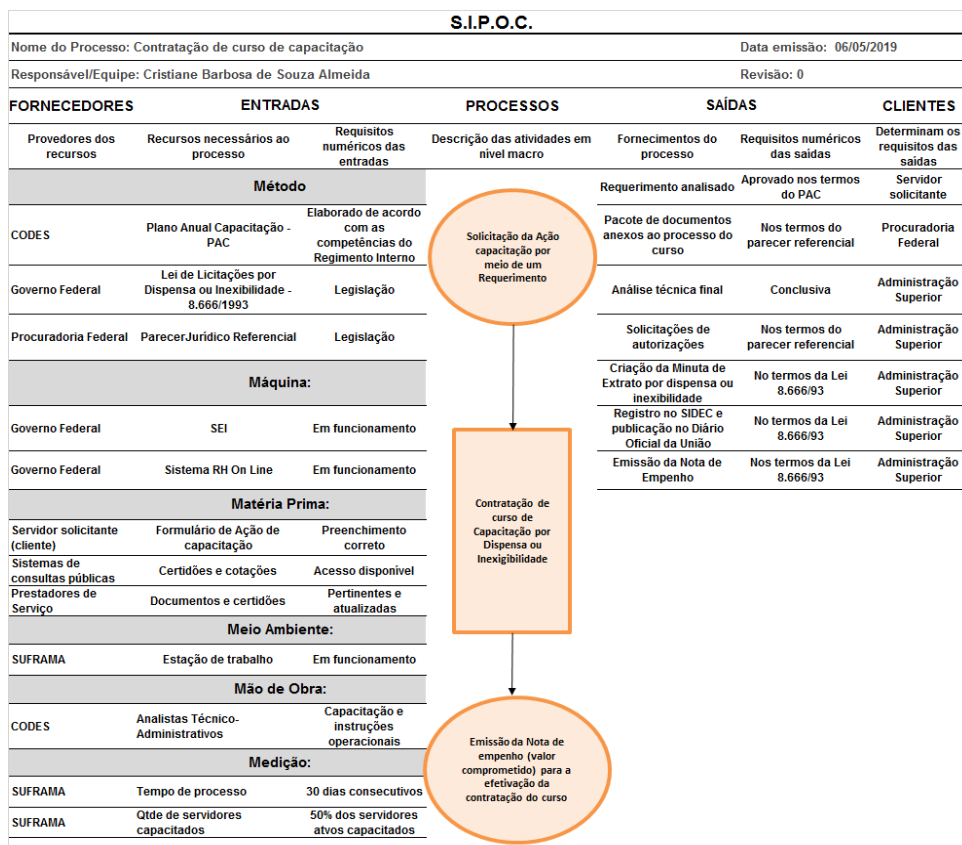 S.I.P.O.C.
Nome do Processo: Contratação de curso de capacitação
Data emissão: 06/05/2019
Responsável/Equipe: Cristiane Barbosa de Souza Almeida
Revisão: 0
FORNECEDORES
ENTRADAS
PROCESSOS
SAÍDAS
CLIENTES
Provedores dos
recursos
Recursos necessários ao
processo
Requisitos
numéricos das
entradas
Descrição das atividades em
nível macro
Fornecimentos do
processo
Requisitos numéricos
das saídas
Determinam os
requisitos das
saídas
Método
CODES
Plano Anual Capacitação -
PAC
Elaborado de acordo
com as
competências do
Regimento Interno
Governo Federal
Lei de Licitações por
Dispensa ou Inexibilidade -
8.666/1993
Legislação
Procuradoria Federal
ParecerJurídico Referencial
Legislação
Máquina:
Governo Federal
SEI
Em funcionamento
Governo Federal
Sistema RH On Line
Em funcionamento
Matéria Prima:
Servidor solicitante
(cliente)
Formulário de Ação de
capacitação
Preenchimento
correto
Sistemas de
consultas públicas
Certidões e cotações
Acesso disponível
Prestadores de
Serviço
Documentos e certidões
Pertinentes e
atualizadas
Meio Ambiente:
SUFRAMA
Estação de trabalho
Em funcionamento
Mão de Obra:
CODES
Analistas Técnico-
Administrativos
Capacitação e
instruções
operacionais
Medição:
SUFRAMA
Tempo de processo
30 dias consecutivos
SUFRAMA
Qtde de servidores
capacitados
50% dos servidores
atvos capacitados
Solicitação da Ação
capacitação por
meio de um
Requerimento
Contratação de
curso de
Capacitação por
Dispensa ou
Inexigibilidade
Emissão da Nota de
empenho (valor
comprometido) para a
efetivação da
contratação do curso
Requerimento analisado
Aprovado nos termos
do PAC
Servidor
solicitante
Pacote de documentos
anexos ao processo do
curso
Nos termos do
parecer referencial
Procuradoria
Federal
Análise técnica final
Conclusiva
Administração
Superior
Solicitações de
autorizações
Nos termos do
parecer referencial
Administração
Superior
Criação da Minuta de
Extrato por dispensa ou
inexibilidade
No termos da Lei
8.666/93
Administração
Superior
Registro no SIDEC e
publicação no Diário
Oficial da União
No termos da Lei
8.666/93
Administração
Superior
Emissão da Nota de
Empenho
Nos termos da Lei
8.666/93
Administração
Superior